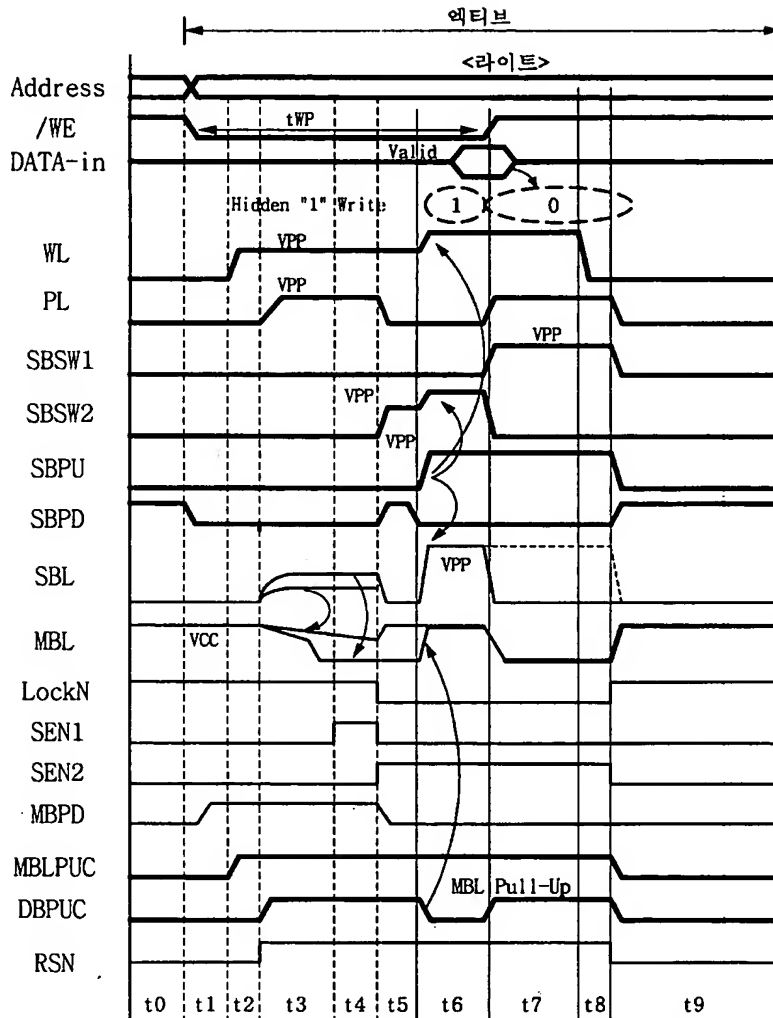 엑티브
<라이트>
Address
/WE
tWP
DATA-in
Valid
Hidden "1" Write
1
0
WL
VPP
PL
VPP
SBSW1
VPP
SBSW2
VPP
VPP
SBPU
SBPD
SBL
VPP
MBL
VCC
LockN
SEN1
SEN2
MBPD
MBLPUC
MBL Pull-Up
DBPUC
RSN
t0 t1 t2 t3 t4 t5 t6 t7 t8 t9